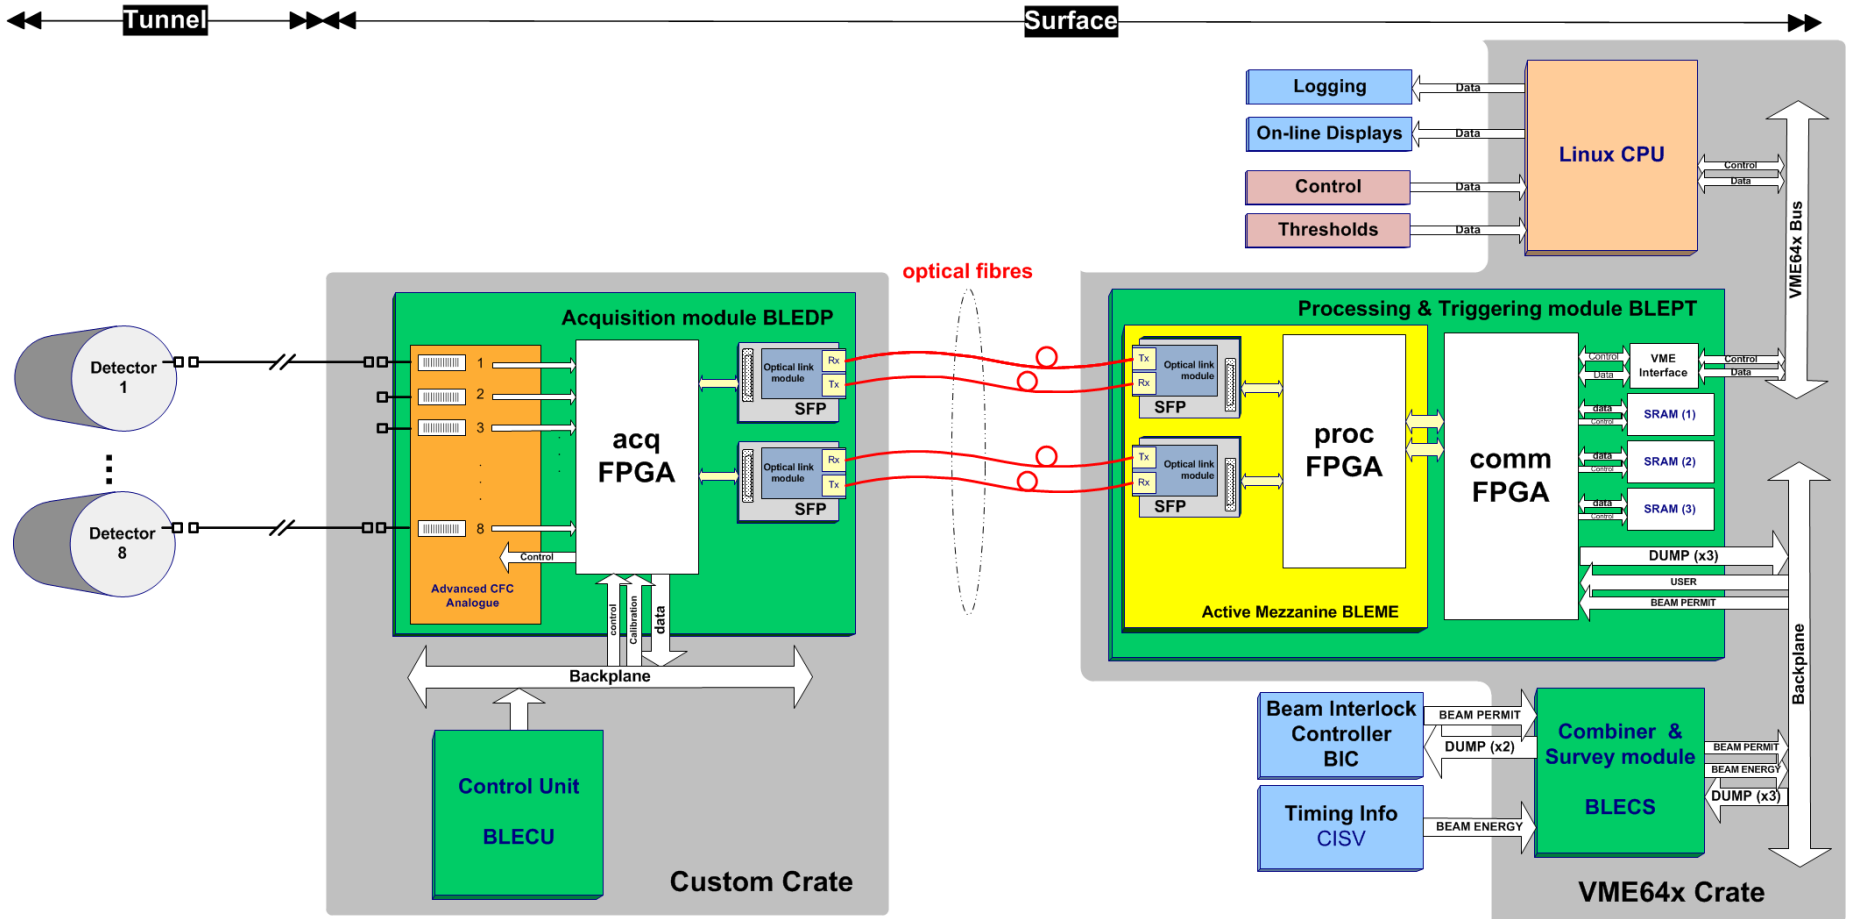 Tunnel
Surface
Logging
Data
On-line Displays
Data
Control
Data
Thresholds
Data
Linux CPU
Control
Data
VME64x Bus
optical fibres
Detector
1
Detector
8
Acquisition module BLEDP
1
2
3
8
Control
Advanced CFC
Analogue
acq
FPGA
Optical link
module
Rx
Tx
SFP
Optical link
module
Rx
Tx
SFP
control
Calibration
data
Backplane
Control Unit
BLECU
Custom Crate
Processing & Triggering module BLEPT
Tx
Rx
Optical link
module
SFP
Tx
Rx
Optical link
module
SFP
proc
FPGA
Active Mezzanine BLEME
comm
FPGA
Control
Data
VME
Interface
Control
Data
data
Control
SRAM (1)
data
Control
SRAM (2)
data
Control
SRAM (3)
DUMP (x3)
USER
BEAM PERMIT
Backplane
Beam Interlock
Controller
BIC
BEAM PERMIT
DUMP (x2)
Timing Info
CISV
BEAM ENERGY
Combiner &
Survey module
BLECS
BEAM PERMIT
BEAM ENERGY
DUMP (x3)
VME64x Crate